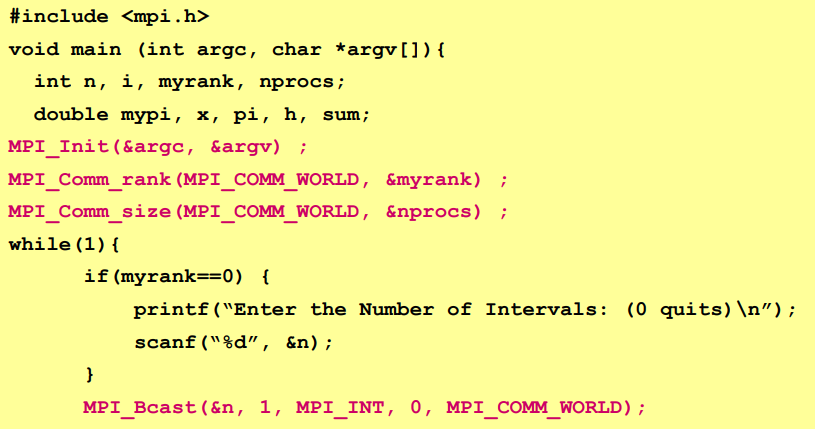 #include <mpi.h>
void main (int argc, char *argv[]){
int n, i, myrank, nprocs;
double mypi, x, pi, h, sum;
MPI_Init(&argc, &argv) ;
MPI_Comm_rank(MPI_COMM_WORLD, &myrank) ;
MPI_Comm_size(MPI_COMM_WORLD, &nprocs) ;
while(1){
if(myrank==0) {
printf(“Enter the Number of Intervals: (0 quits)\n”);
scanf(“%d”, &n);
}
MPI_Bcast(&n, 1, MPI_INT, 0, MPI_COMM_WORLD);